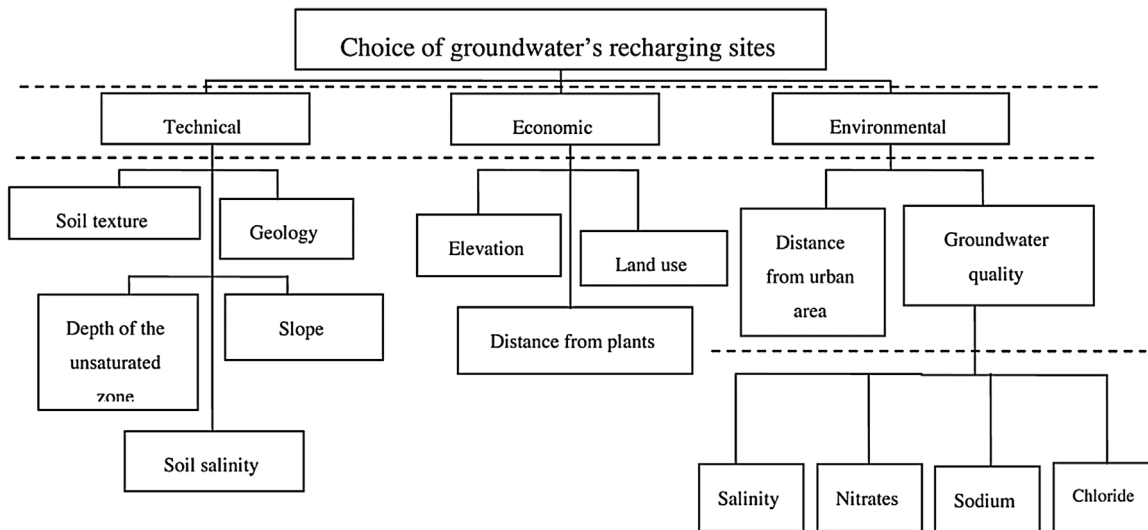 Choice of groundwater's recharging sites
Technical
Economic
Environmental
Soil texture
Geology
Elevation
Land use
Distance
from urban
area
Groundwater
quality
Depth of the
unsaturated
zone
Slope
Distance from plants
Soil salinity
Salinity
Nitrates
Sodium
Chloride